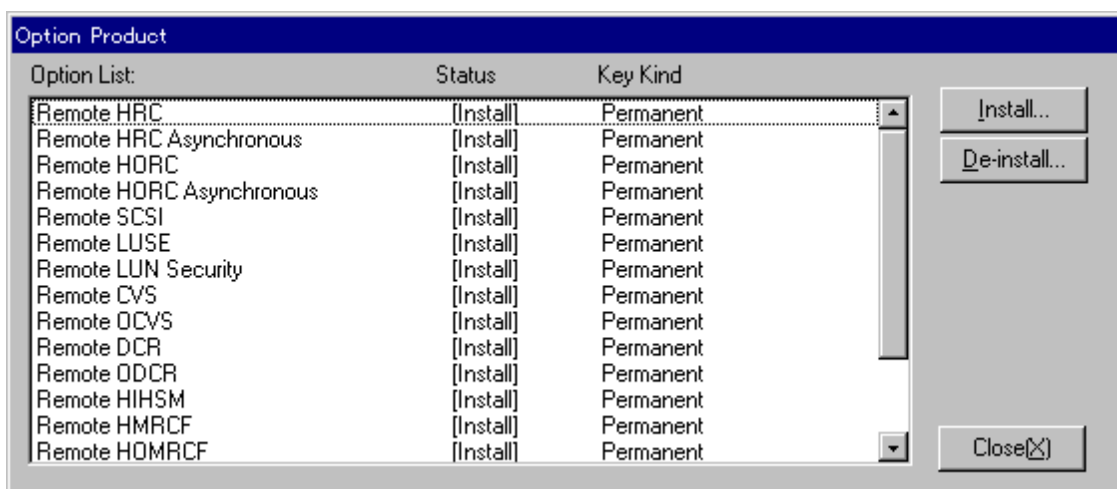 Option Product
Option List: Status Key Kind
Remote HRC [Install] Permanent
Remote HRC Asynchronous [Install] Permanent
Remote HORC [Install] Permanent
Remote HORC Asynchronous [Install] Permanent
Remote SCSI [Install] Permanent
Remote LUSE [Install] Permanent
Remote LUN Security [Install] Permanent
Remote CVS [Install] Permanent
Remote OCVS [Install] Permanent
Remote DCR [Install] Permanent
Remote ODCR [Install] Permanent
Remote HIHSM [Install] Permanent
Remote HMRCF [Install] Permanent
Remote HOMRCF [Install] Permanent
Install...
De-install...
Close(X)